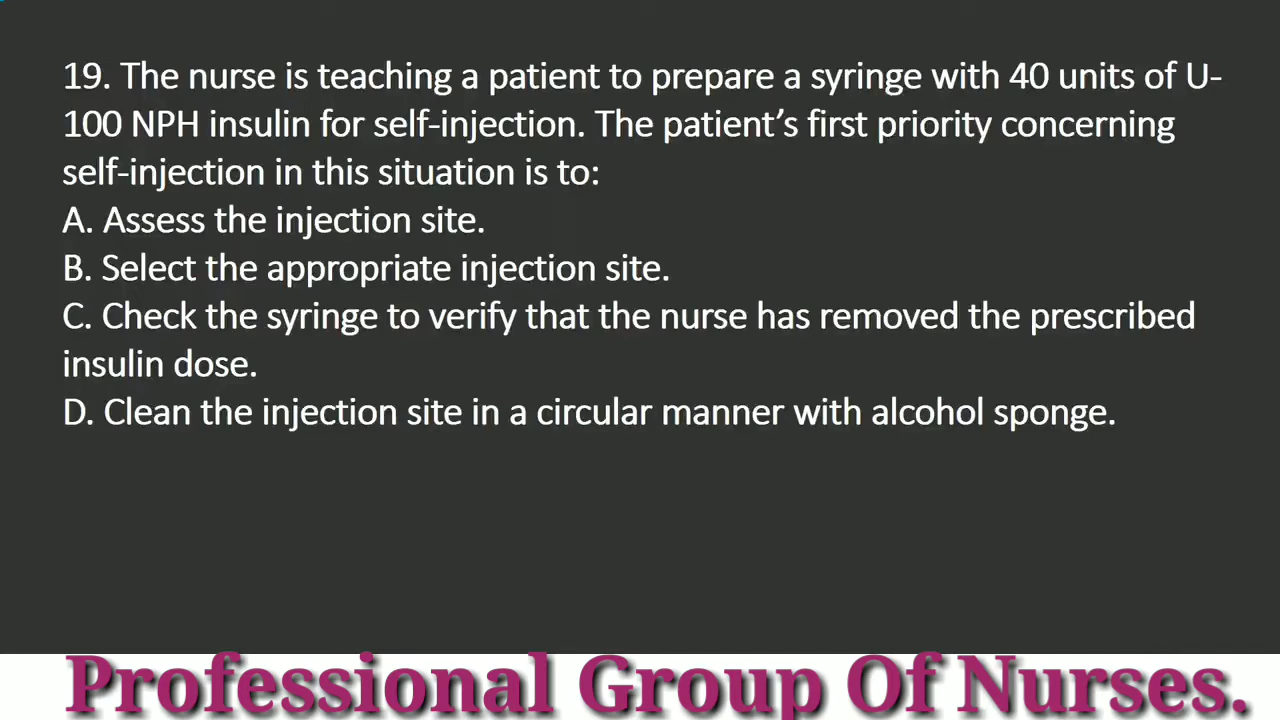 19. The nurse is teaching a patient to prepare a syringe with 40 units of U-
100 NPH insulin for self-injection. The patient’s first priority concerning
self-injection in this situation is to:
A. Assess the injection site.
B. Select the appropriate injection site.
C. Check the syringe to verify that the nurse has removed the prescribed
insulin dose.
D. Clean the injection site in a circular manner with alcohol sponge.
Professional Group Of Nurses.